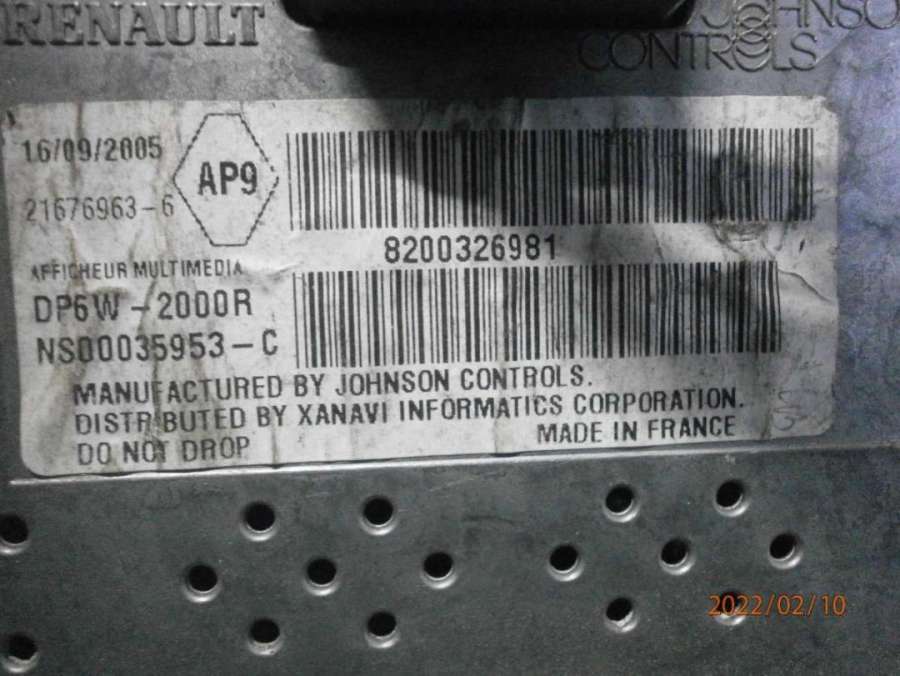 RENAULT
JOHNSON
CONTROLS
16/09/2005
AP9
21676963-6
8200326981
AFFICHEUR MULTIMEDIA
DP6W-2000R
NS00035953-C
MANUFACTURED BY JOHNSON CONTROLS.
DISTRIBUTED BY XANAVI INFORMATICS CORPORATION.
DO NOT DROP
MADE IN FRANCE
2022/02/10